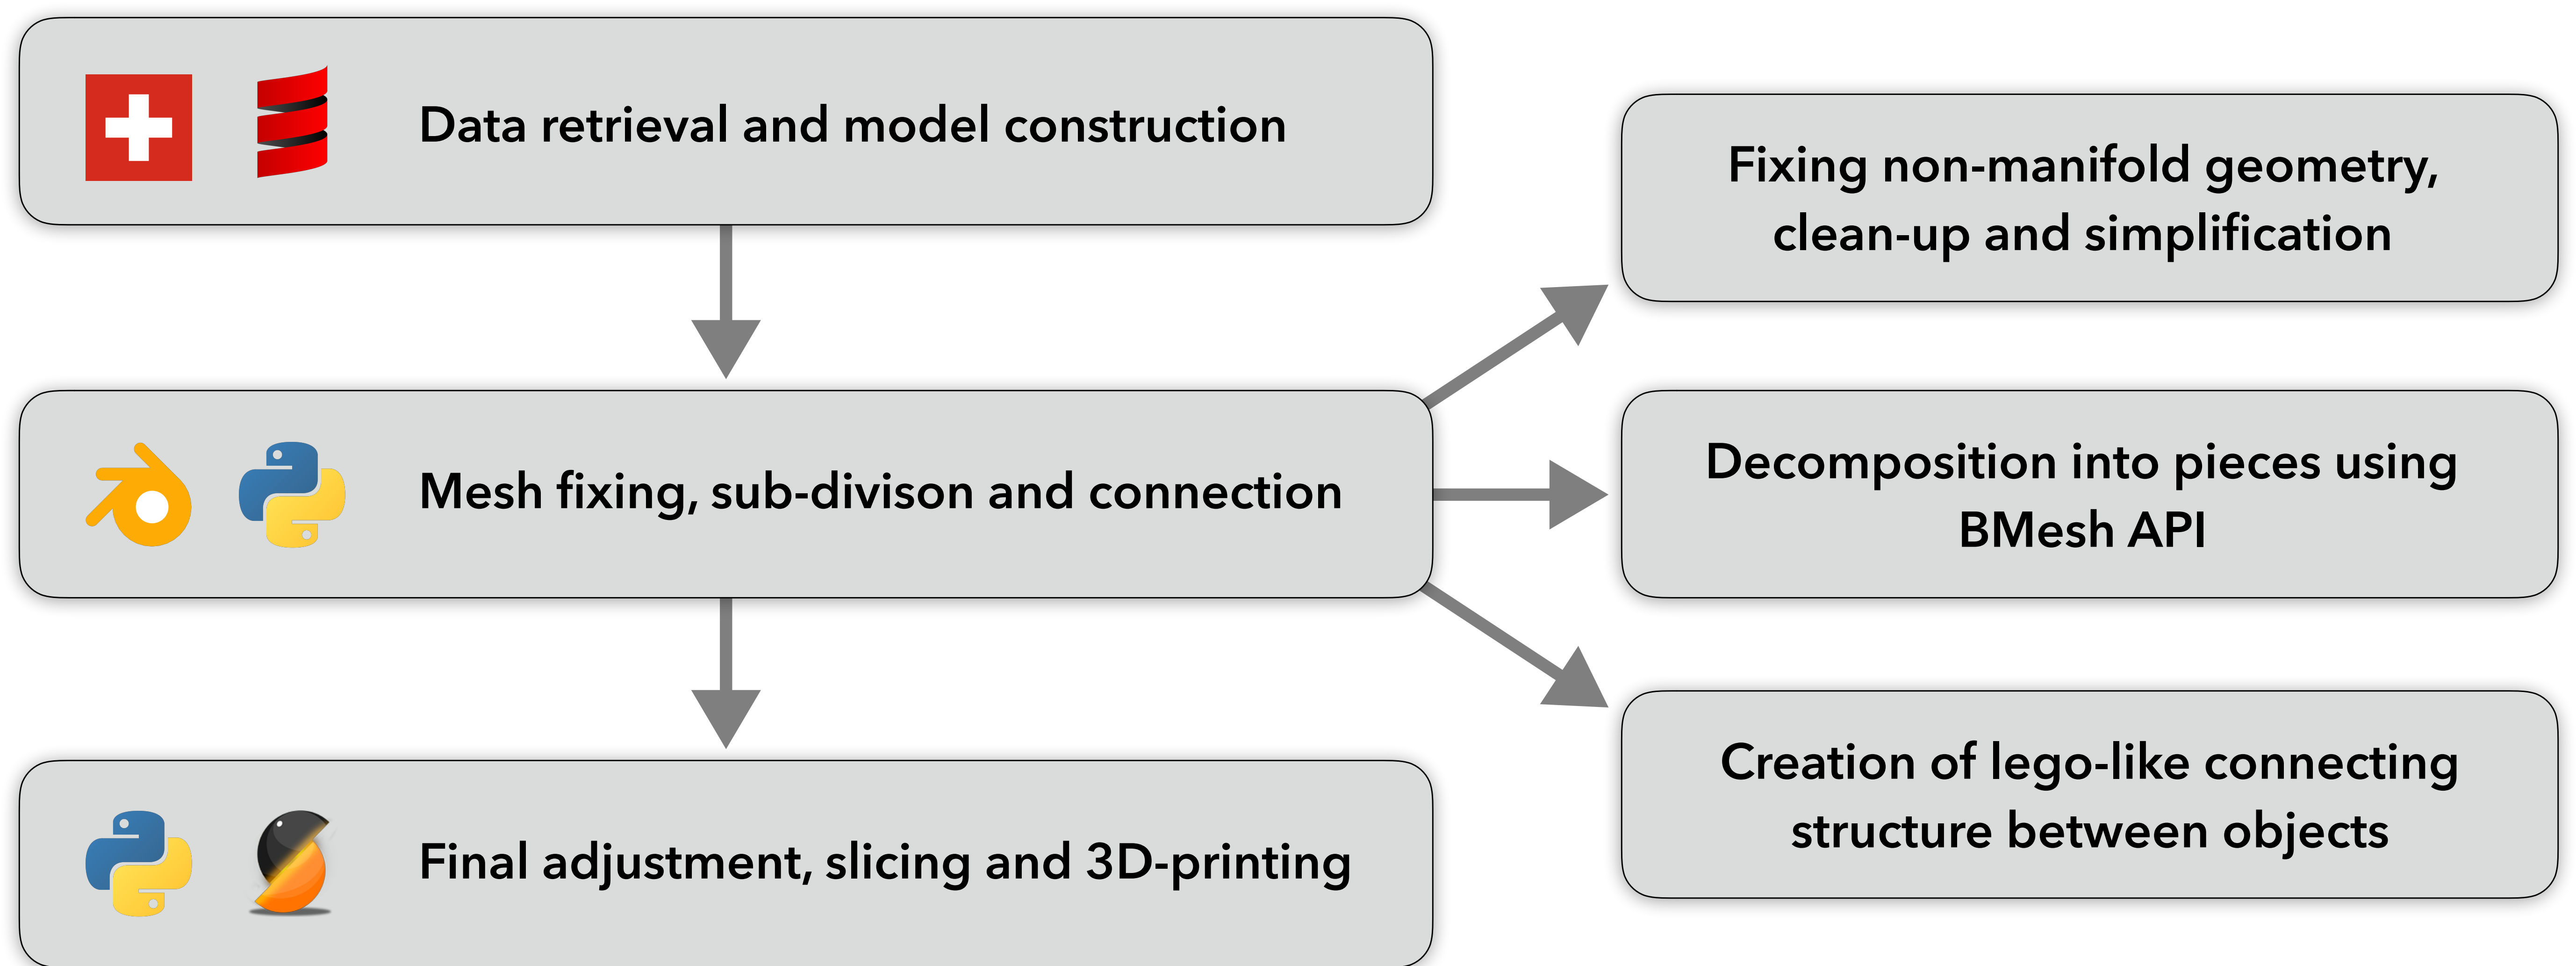 Data retrieval and model construction
Mesh fixing, sub-divison and connection
Final adjustment, slicing and 3D-printing
Fixing non-manifold geometry,
clean-up and simplification
Decomposition into pieces using
BMesh API
Creation of lego-like connecting
structure between objects